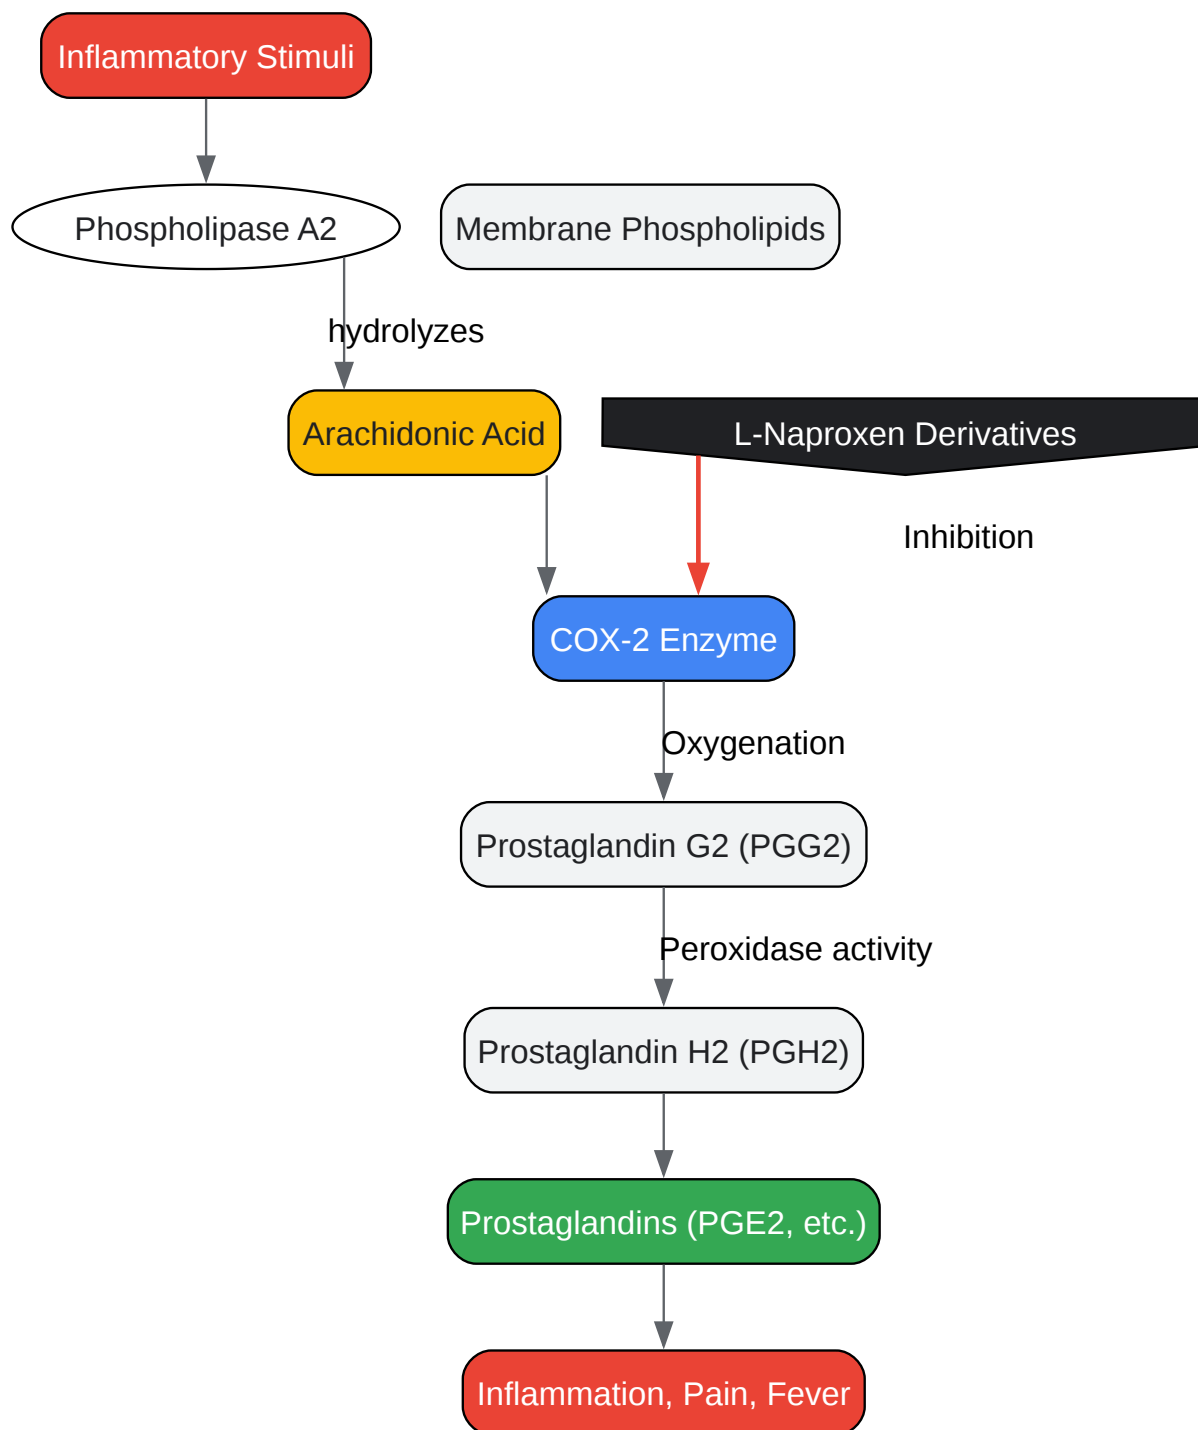 Inflammatory Stimuli
Phospholipase A2
Membrane Phospholipids
hydrolyzes
Arachidonic Acid
L-Naproxen Derivatives
Inhibition
COX-2 Enzyme
Oxygenation
Prostaglandin G2 (PGG2)
Peroxidase activity
Prostaglandin H2 (PGH2)
Prostaglandins (PGE2, etc.)
Inflammation, Pain, Fever